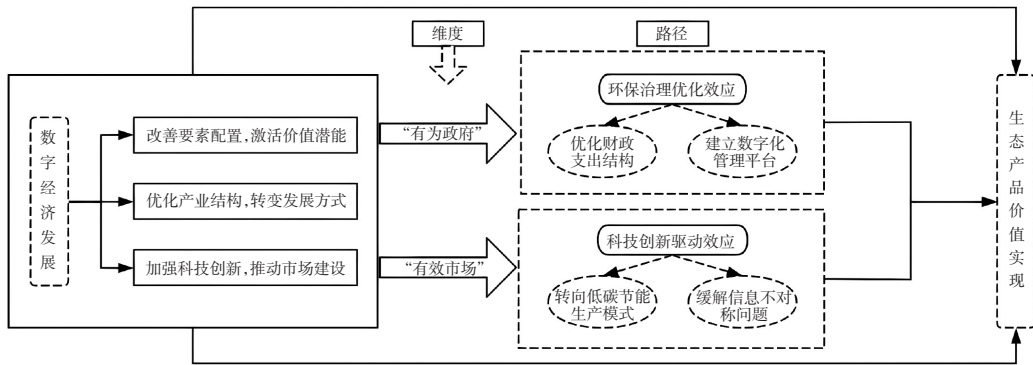 维度
路径
数字经济发展
改善要素配置,激活价值潜能
优化产业结构,转变发展方式
加强科技创新,推动市场建设
“有为政府”
“有效市场”
环保治理优化效应
优化财政
支出结构
建立数字化
管理平台
科技创新驱动效应
转向低碳节能
生产模式
缓解信息不对
称问题
生态产品价值实现